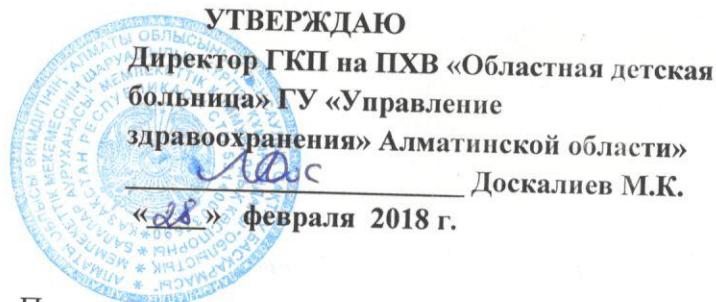 УТВЕРЖДАЮ
Директор ГКП на ПХВ «Областная детская
больница» ГУ «Управление
здравоохранения» Алматинской области»
Доскалиев М.К.
«28» февраля 2018 г.